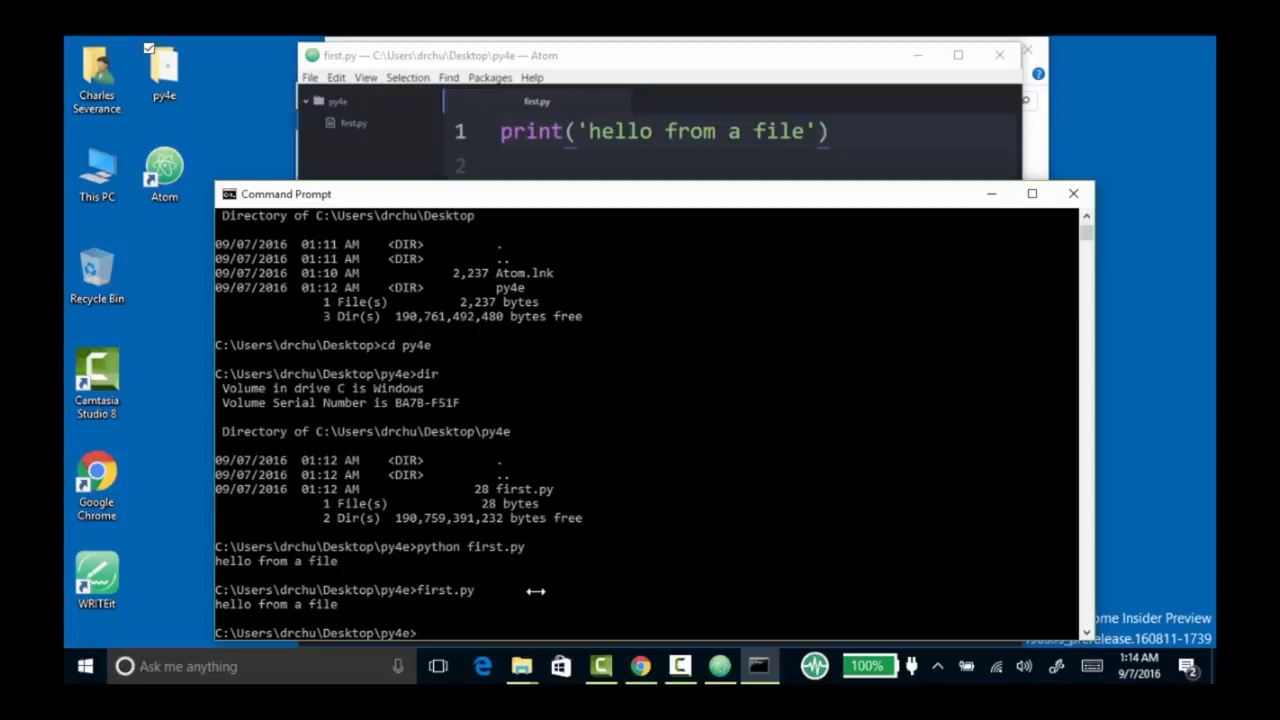 Charles
Severance
py4e
This PC
Atom
Recycle Bin
Camtasia
Studio 8
Google
Chrome
WRITEit
first.py — C:\Users\drchu\Desktop\py4e — Atom
File Edit View Selection Find Packages Help
py4e
first.py
first.py
1 print('hello from a file')
2
Command Prompt
Directory of C:\Users\drchu\Desktop
09/07/2016 01:11 AM <DIR> .
09/07/2016 01:11 AM <DIR> ..
09/07/2016 01:10 AM 2,237 Atom.lnk
09/07/2016 01:12 AM <DIR> py4e
1 File(s) 2,237 bytes
3 Dir(s) 190,761,492,480 bytes free
C:\Users\drchu\Desktop>cd py4e
C:\Users\drchu\Desktop\py4e>dir
Volume in drive C is Windows
Volume Serial Number is BA7B-F51F
Directory of C:\Users\drchu\Desktop\py4e
09/07/2016 01:12 AM <DIR> .
09/07/2016 01:12 AM <DIR> ..
09/07/2016 01:12 AM 28 first.py
1 File(s) 28 bytes
2 Dir(s) 190,759,391,232 bytes free
C:\Users\drchu\Desktop\py4e>python first.py
hello from a file
C:\Users\drchu\Desktop\py4e>first.py
hello from a file
C:\Users\drchu\Desktop\py4e>
ome Insider Preview
prerelease.160811-1739
Ask me anything
100%
1:14 AM
9/7/2016
2